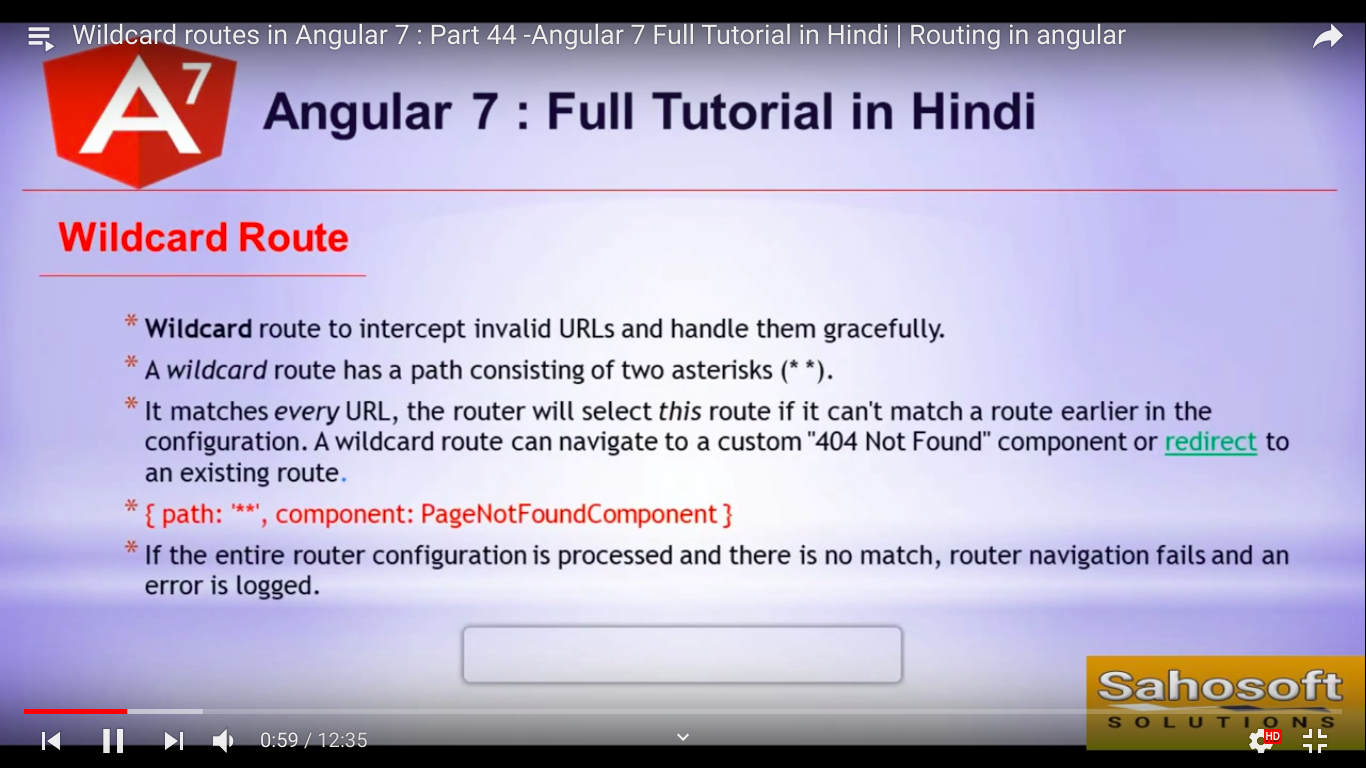 Wildcard routes in Angular 7 : Part 44 -Angular 7 Full Tutorial in Hindi | Routing in angular
A7
Angular 7 : Full Tutorial in Hindi
Wildcard Route
* Wildcard route to intercept invalid URLs and handle them gracefully.
* A wildcard route has a path consisting of two asterisks (* *).
* It matches every URL, the router will select this route if it can't match a route earlier in the
configuration. A wildcard route can navigate to a custom "404 Not Found" component or redirect to
an existing route.
* { path: '**', component: PageNotFoundComponent }
* If the entire router configuration is processed and there is no match, router navigation fails and an
error is logged.
Sahosoft
SOLUTIONS
0:59 / 12:35
HD